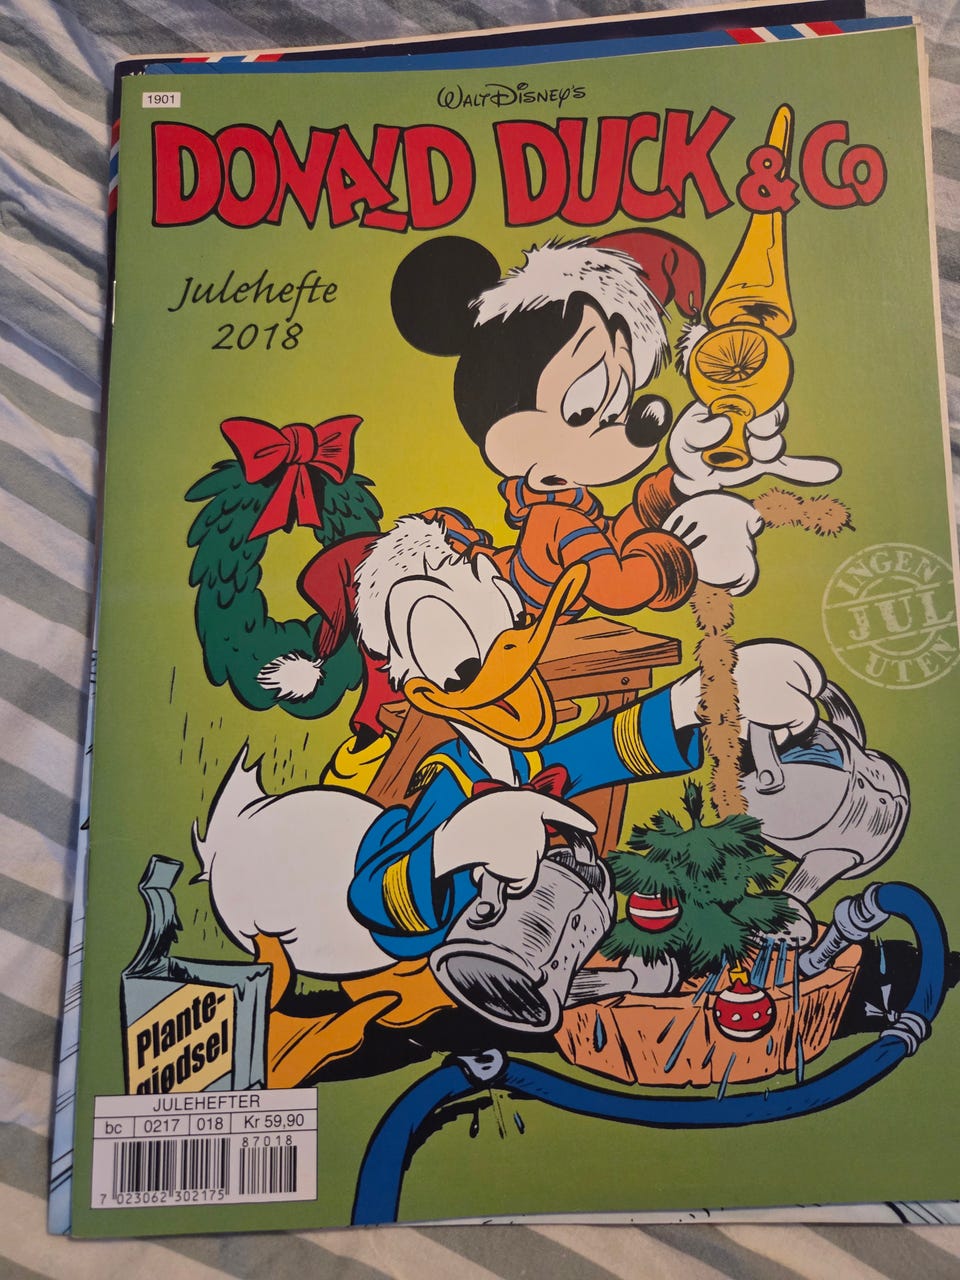 1901
WALT DISNEY'S
DONALD DUCK & CO
Julehefte
2018
INGEN
JUL
UTEN
Plante-
gjødsel
JULEHEFTER
bc 0217 018 Kr 59,90
87018
7 023062 302175